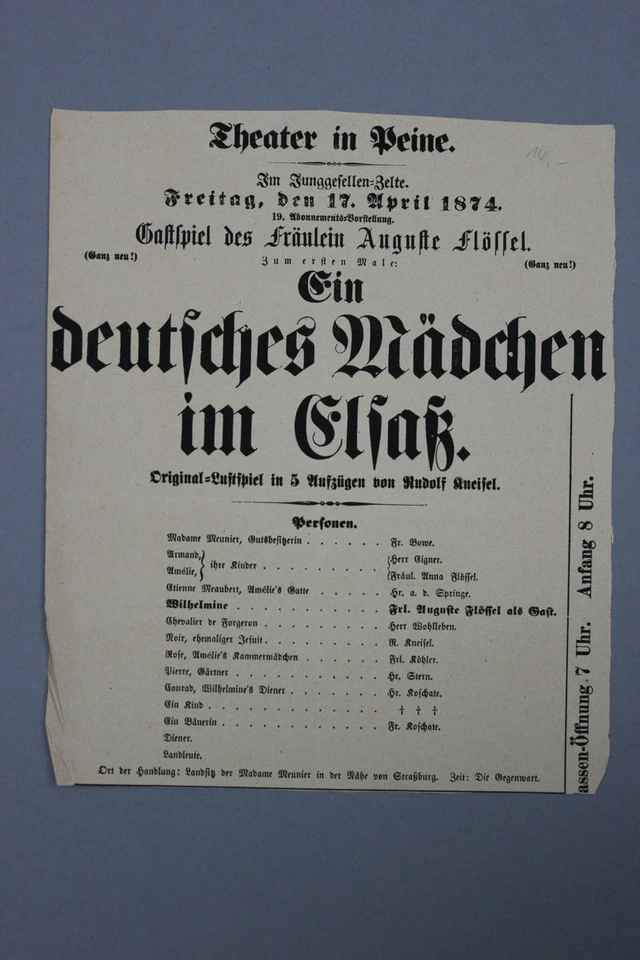 Theater in Peine.
14,-
Im Junggesellen-Zelte.
Freitag, den 17. April 1874.
19. Abonnements-Vorstellung.
Gastspiel des Fräulein Auguste Flössel.
(Ganz neu!) Zum ersten Male: (Ganz neu!)
Ein
deutsches Mädchen
im Elsaß.
Original-Lustspiel in 5 Aufzügen von Rudolf Kneisel.
Personen.
Madame Meunier, Gutsbesitzerin . . . . . . Fr. Bowe.
Armand, } ihre Kinder . . . . . . . . { Herr Eigner.
Amélie, } { Fräul. Anna Flössel.
Etienne Meaubert, Amélie's Gatte . . . . . . Hr. a. d. Springe.
Wilhelmine . . . . . . . . . . Frl. Auguste Flössel als Gast.
Chevalier de Forgeron . . . . . . . . Herr Wohlleben.
Noir, ehemaliger Jesuit . . . . . . . . R. Kneisel.
Rose, Amélie's Kammermädchen . . . . . . Frl. Köhler.
Pierre, Gärtner . . . . . . . . . . Hr. Stern.
Conrad, Wilhelmine's Diener . . . . . . . Hr. Koschate.
Ein Kind . . . . . . . . . . . † † †
Ein Bäuerin . . . . . . . . . . Fr. Koschate.
Diener.
Landleute.
Ort der Handlung: Landsitz der Madame Meunier in der Nähe von Straßburg. Zeit: Die Gegenwart.
assen-Öffnung 7 Uhr. Anfang 8 Uhr.